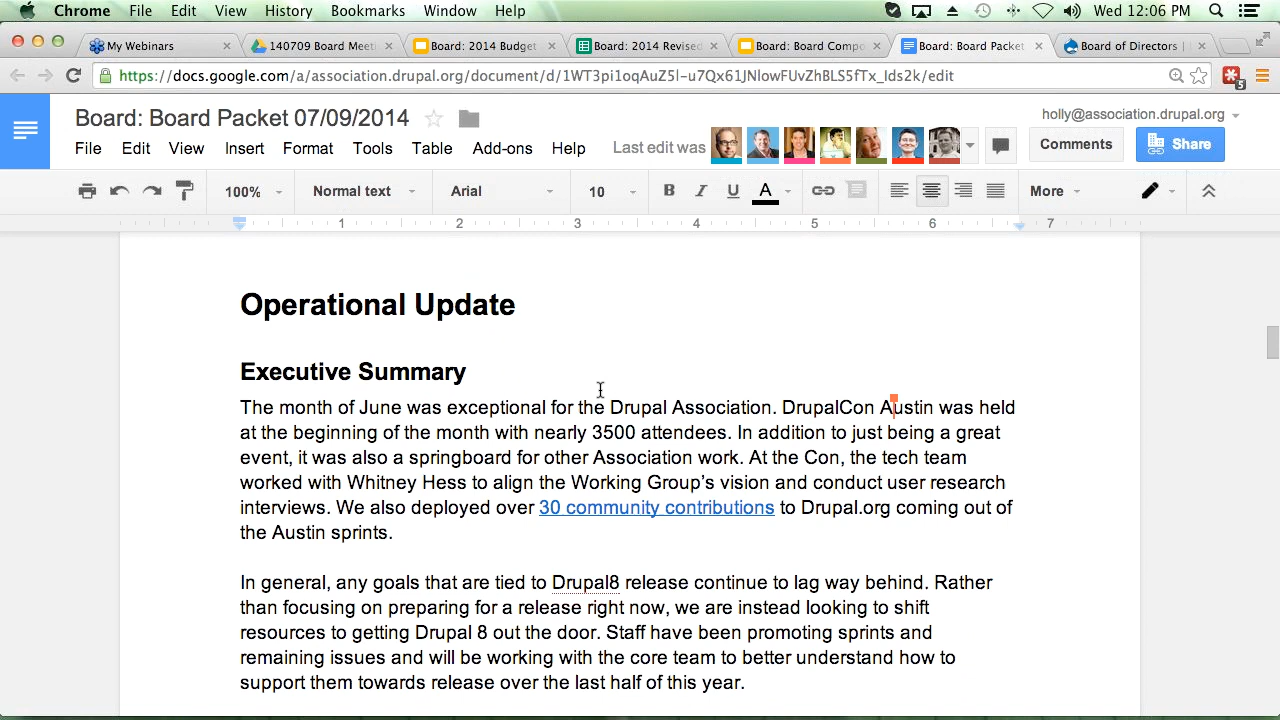 Chrome File Edit View History Bookmarks Window Help Wed 12:06 PM
My Webinars 140709 Board Meeti Board: 2014 Budget Board: 2014 Revised Board: Board Compo Board: Board Packet Board of Directors |
https://docs.google.com/a/association.drupal.org/document/d/1WT3pi1oqAuZ5l-u7Qx61JNlowFUvZhBLS5fTx_Ids2k/edit 5
Board: Board Packet 07/09/2014 holly@association.drupal.org
File Edit View Insert Format Tools Table Add-ons Help Last edit was Comments Share
100% Normal text Arial 10 B I U A More
1 2 3 4 5 6 7
Operational Update
Executive Summary
The month of June was exceptional for the Drupal Association. DrupalCon Austin was held
at the beginning of the month with nearly 3500 attendees. In addition to just being a great
event, it was also a springboard for other Association work. At the Con, the tech team
worked with Whitney Hess to align the Working Group’s vision and conduct user research
interviews. We also deployed over 30 community contributions to Drupal.org coming out of
the Austin sprints.
In general, any goals that are tied to Drupal8 release continue to lag way behind. Rather
than focusing on preparing for a release right now, we are instead looking to shift
resources to getting Drupal 8 out the door. Staff have been promoting sprints and
remaining issues and will be working with the core team to better understand how to
support them towards release over the last half of this year.